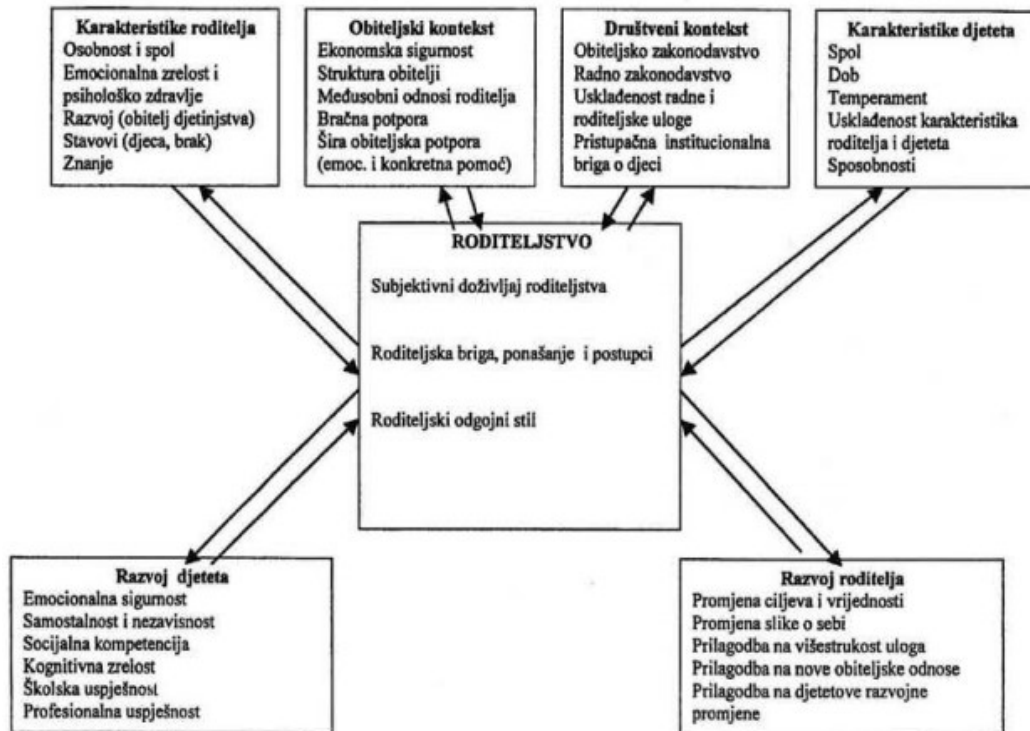 Karakteristike roditelja
Osobnost i spol
Emocionalna zrelost i
psihološko zdravlje
Razvoj (obitelj djetinjstva)
Stavovi (djeca, brak)
Znanje
Obiteljski kontekst
Ekonomska sigurnost
Struktura obitelji
Međusobni odnosi roditelja
Bračna potpora
Šira obiteljska potpora
(emoc. i konkretna pomoć)
Društveni kontekst
Obiteljsko zakonodavstvo
Radno zakonodavstvo
Usklađenost radne i
roditeljske uloge
Pristupačna institucionalna
briga o djeci
Karakteristike djeteta
Spol
Dob
Temperament
Usklađenost karakteristika
roditelja i djeteta
Sposobnosti
RODITELJSTVO
Subjektivni doživljaj roditeljstva
Roditeljska briga, ponašanje i postupci
Roditeljski odgojni stil
Razvoj djeteta
Emocionalna sigurnost
Samostalnost i nezavisnost
Socijalna kompetencija
Kognitivna zrelost
Školska uspješnost
Profesionalna uspješnost
Razvoj roditelja
Promjena ciljeva i vrijednosti
Promjena slike o sebi
Prilagodba na višestrukost uloga
Prilagodba na nove obiteljske odnose
Prilagodba na djetetove razvojne
promjene